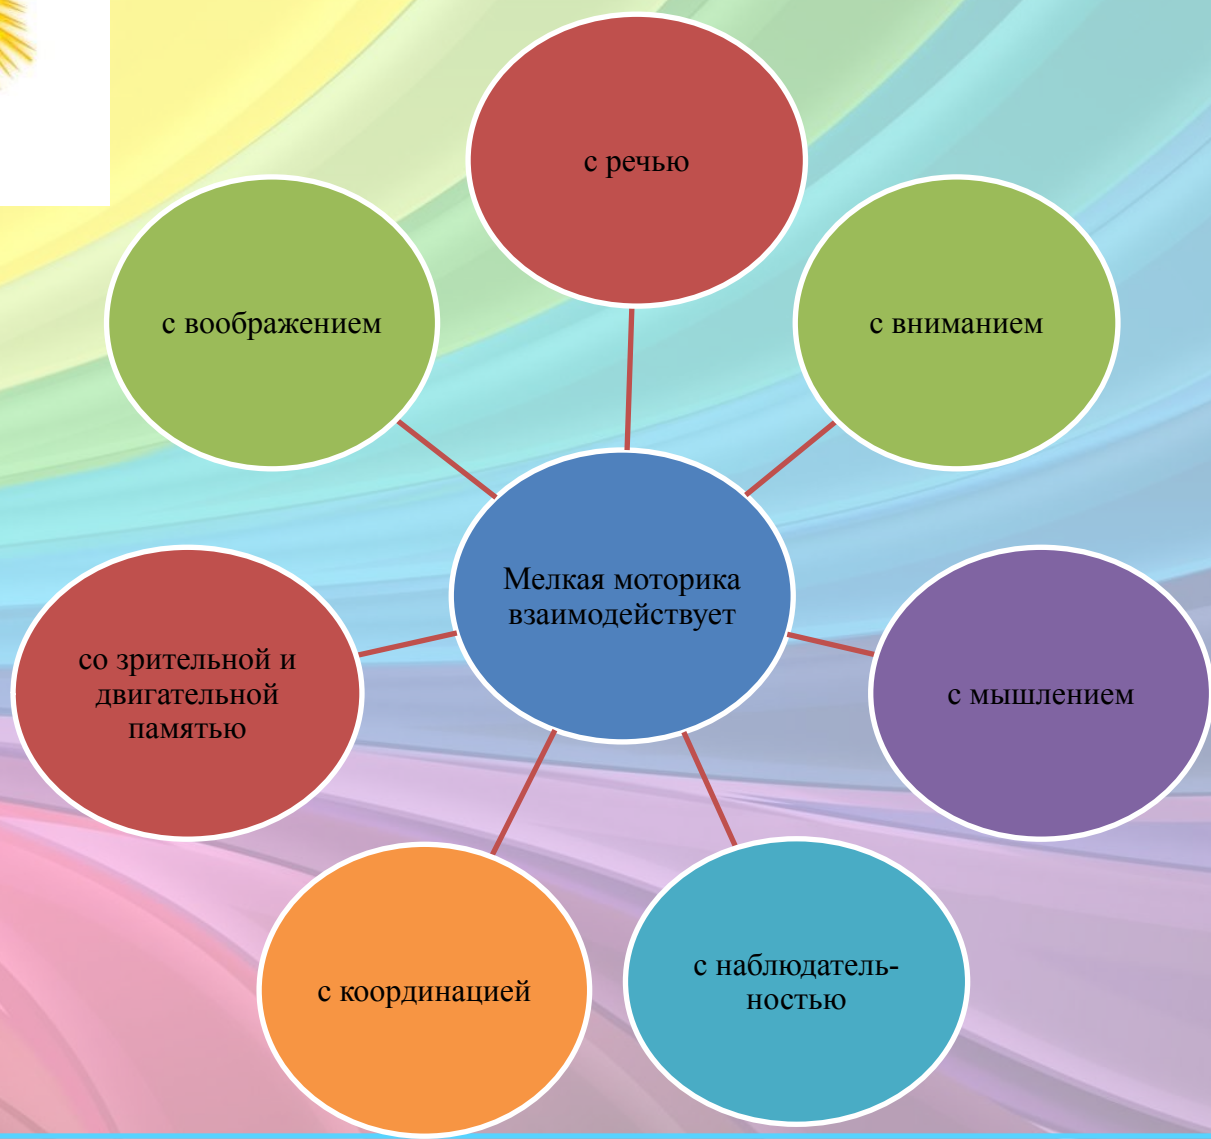 с речью
с воображением
с вниманием
Мелкая моторика
взаимодействует
со зрительной и
двигательной
памятью
с мышлением
с наблюдатель-
ностью
с координацией